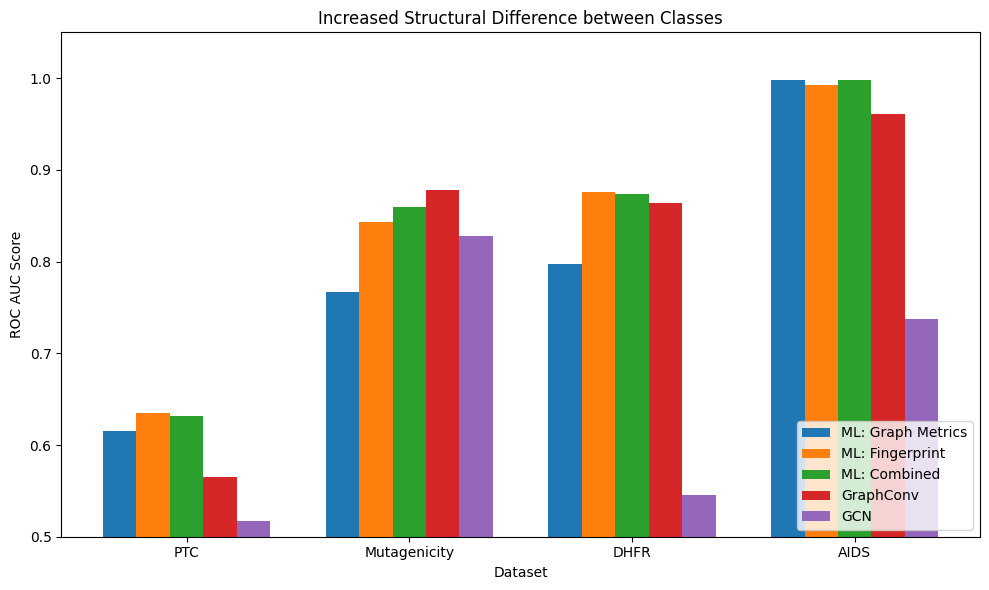 Increased Structural Difference between Classes
ROC AUC Score
1.0
0.9
0.8
0.7
0.6
0.5
PTC
Mutagenicity
DHFR
AIDS
Dataset
ML: Graph Metrics
ML: Fingerprint
ML: Combined
GraphConv
GCN